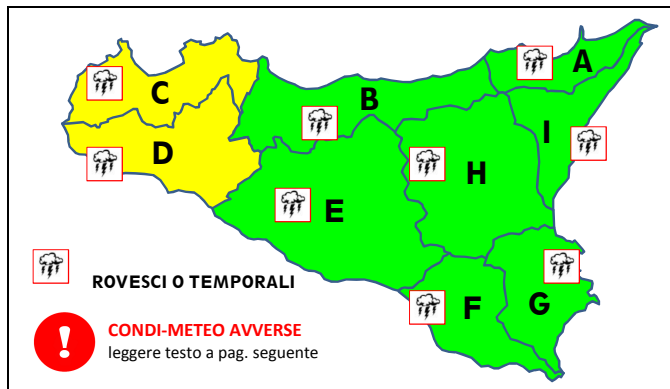 A
C
B
I
D
H
E
F
G
ROVESCI O TEMPORALI
!
CONDI-METEO AVVERSE
leggere testo a pag. seguente